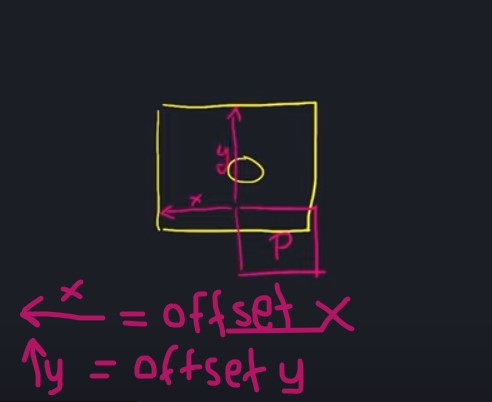 y
x
P
x = offset x
y = offset y